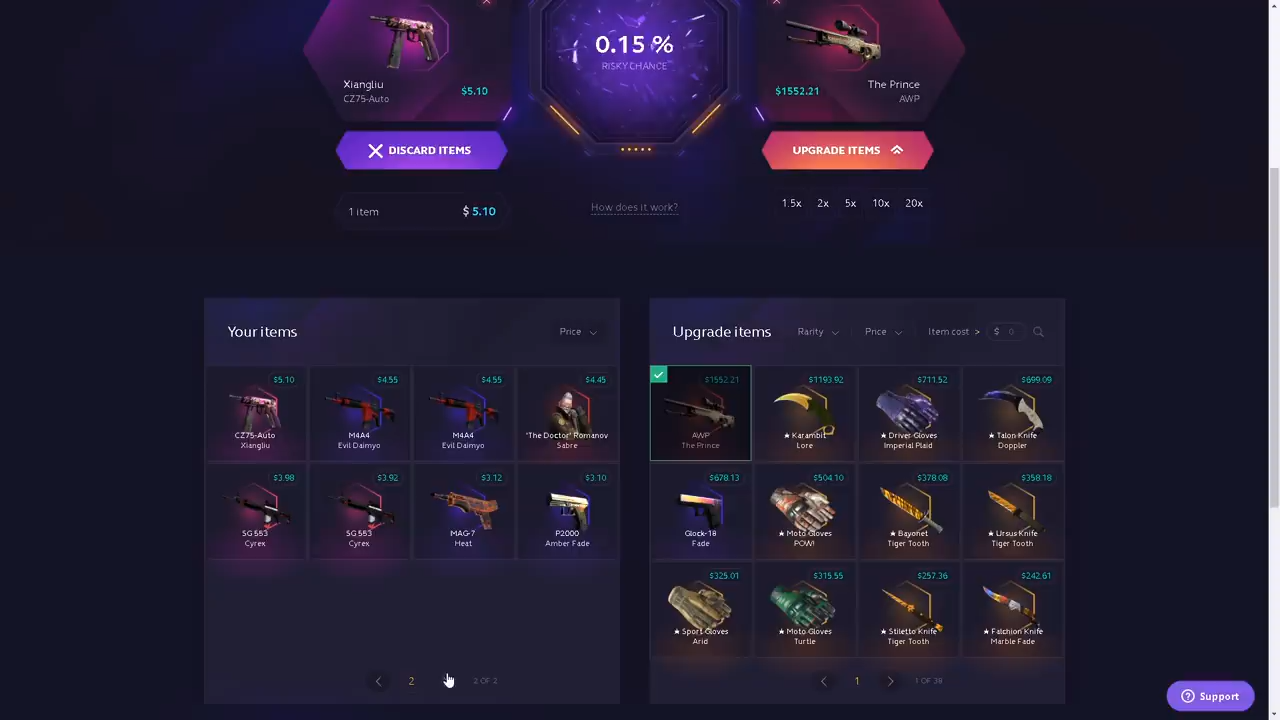 0.15 %
RISKY CHANCE
Xiangliu
CZ75-Auto
$5.10
$1552.21
The Prince
AWP
DISCARD ITEMS
UPGRADE ITEMS
1 item
$ 5.10
How does it work?
1.5x 2x 5x 10x 20x
Your items
Price
Upgrade items
Rarity
Price
Item cost >
$ 0
$5.10
CZ75-Auto
Xiangliu
$4.55
M4A4
Evil Daimyo
$4.55
M4A4
Evil Daimyo
$4.45
'The Doctor' Romanov
Sabre
$3.98
SG 553
Cyrex
$3.92
SG 553
Cyrex
$3.12
MAG-7
Heat
$3.10
P2000
Amber Fade
2
2 OF 2
$1552.21
AWP
The Prince
$1193.92
★ Karambit
Lore
$711.52
★ Driver Gloves
Imperial Plaid
$699.09
★ Talon Knife
Doppler
$678.13
Glock-18
Fade
$504.10
★ Moto Gloves
POW!
$378.08
★ Bayonet
Tiger Tooth
$358.18
★ Ursus Knife
Tiger Tooth
$325.01
★ Sport Gloves
Arid
$315.55
★ Moto Gloves
Turtle
$257.36
★ Stiletto Knife
Tiger Tooth
$242.61
★ Falchion Knife
Marble Fade
1
1 OF 38
Support